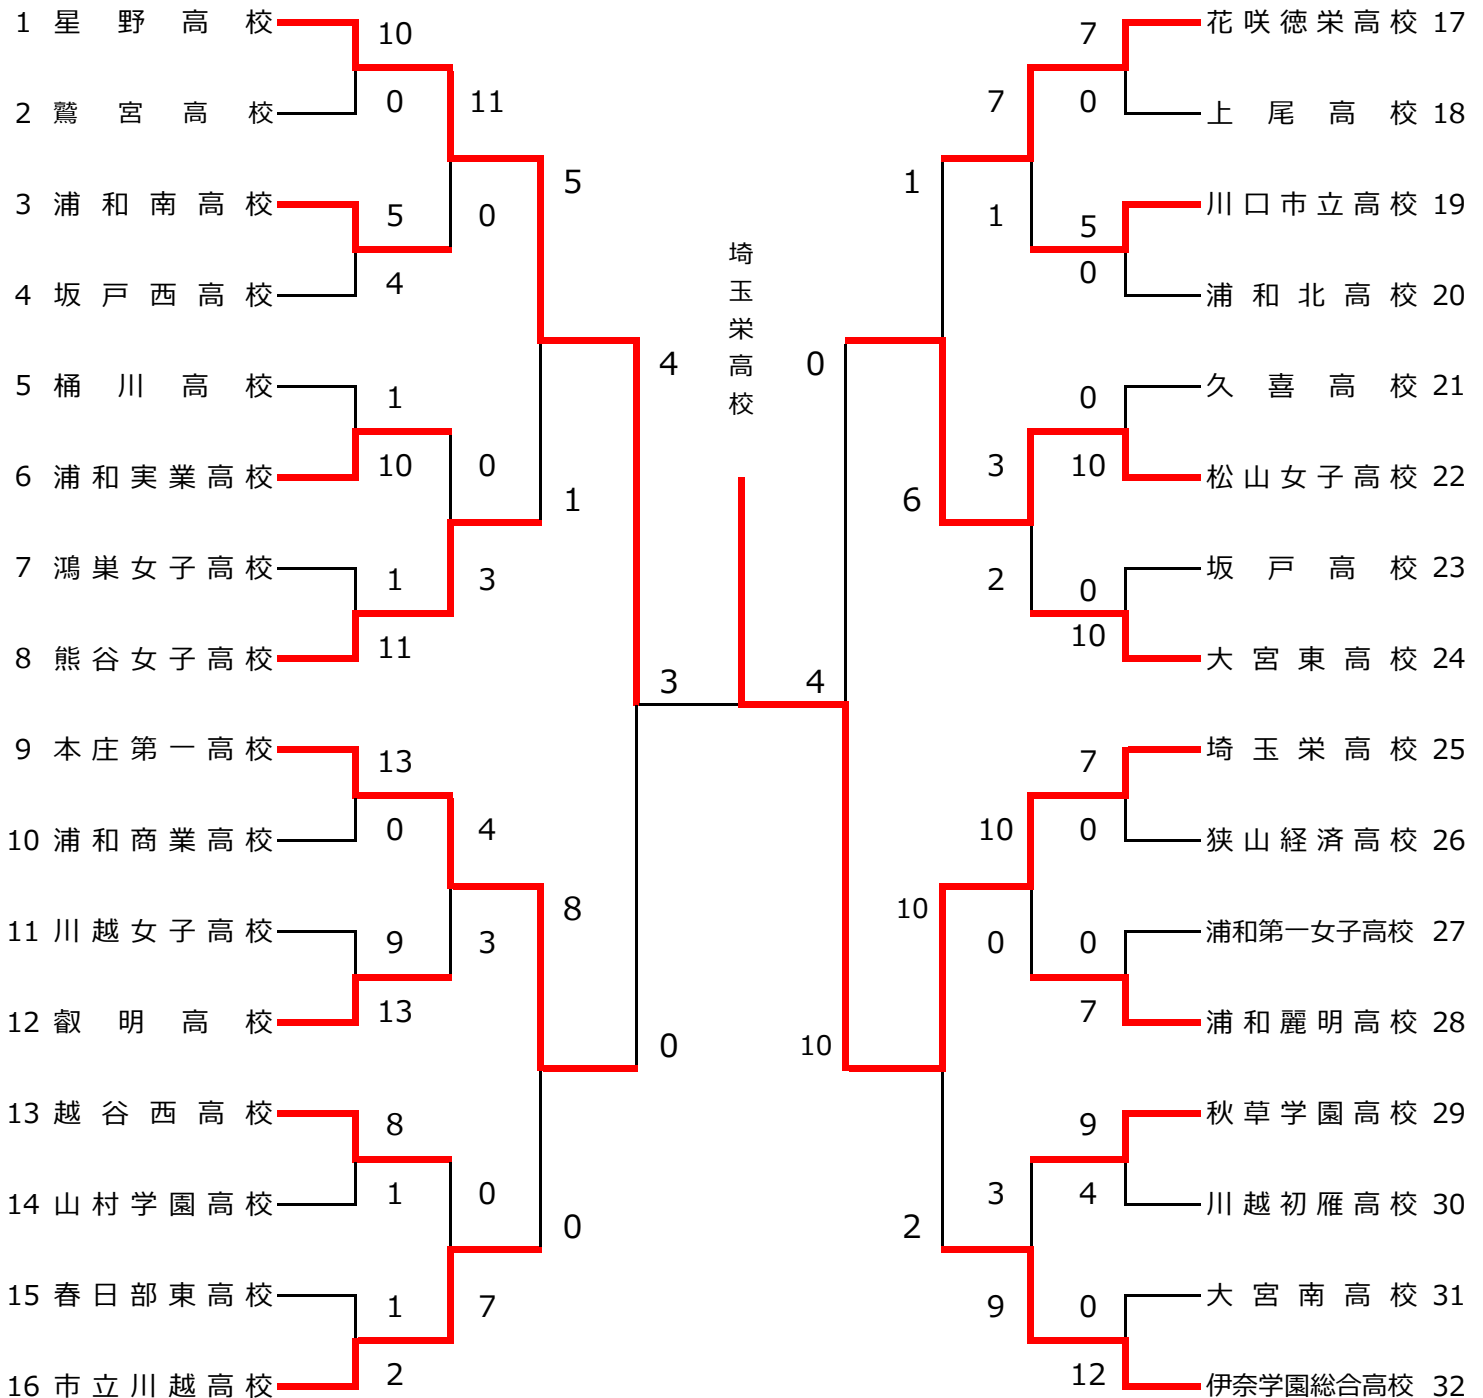 1 星野高校
10
0
2 鷲宮高校
11
3 浦和南高校
5
0
4
4 坂戸西高校
5
5 桶川高校
1
10
6 浦和実業高校
0
7 鴻巣女子高校
1
3
11
8 熊谷女子高校
1
4
9 本庄第一高校
13
0
10 浦和商業高校
4
11 川越女子高校
9
3
13
12 叡明高校
8
13 越谷西高校
8
1
14 山村学園高校
0
15 春日部東高校
1
7
2
16 市立川越高校
0
0
3
埼玉栄高校
4
0
花咲徳栄高校 17
7
0
上尾高校 18
7
川口市立高校 19
5
1
0
浦和北高校 20
1
久喜高校 21
0
10
松山女子高校 22
3
坂戸高校 23
0
2
10
大宮東高校 24
6
埼玉栄高校 25
7
0
狭山経済高校 26
10
浦和第一女子高校 27
0
0
7
浦和麗明高校 28
10
10
秋草学園高校 29
9
4
川越初雁高校 30
3
大宮南高校 31
0
9
12
伊奈学園総合高校 32
2